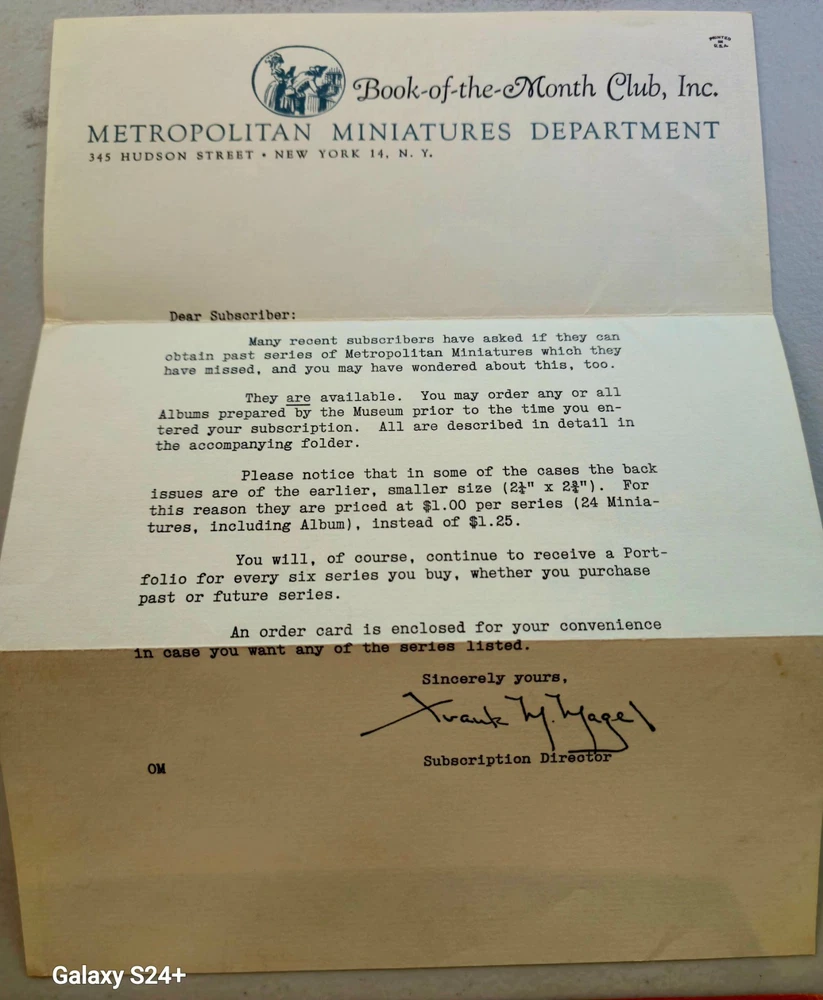 PRINTED
IN
U.S.A.
Book-of-the-Month Club, Inc.
METROPOLITAN MINIATURES DEPARTMENT
345 HUDSON STREET • NEW YORK 14, N. Y.
Dear Subscriber:
Many recent subscribers have asked if they can
obtain past series of Metropolitan Miniatures which they
have missed, and you may have wondered about this, too.
They are available. You may order any or all
Albums prepared by the Museum prior to the time you en-
tered your subscription. All are described in detail in
the accompanying folder.
Please notice that in some of the cases the back
issues are of the earlier, smaller size (2¼" x 2¾"). For
this reason they are priced at $1.00 per series (24 Minia-
tures, including Album), instead of $1.25.
You will, of course, continue to receive a Port-
folio for every six series you buy, whether you purchase
past or future series.
An order card is enclosed for your convenience
in case you want any of the series listed.
Sincerely yours,
Frank M. Magel
Subscription Director
OM
Galaxy S24+